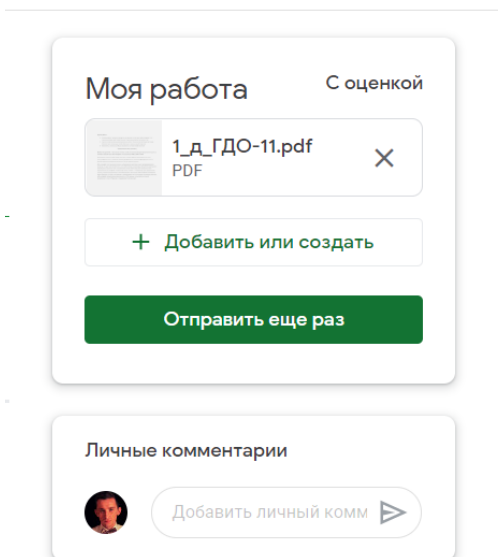 Моя работа
С оценкой
1_д_ГДО-11.pdf
PDF
+ Добавить или создать
Отправить еще раз
Личные комментарии
Добавить личный комм